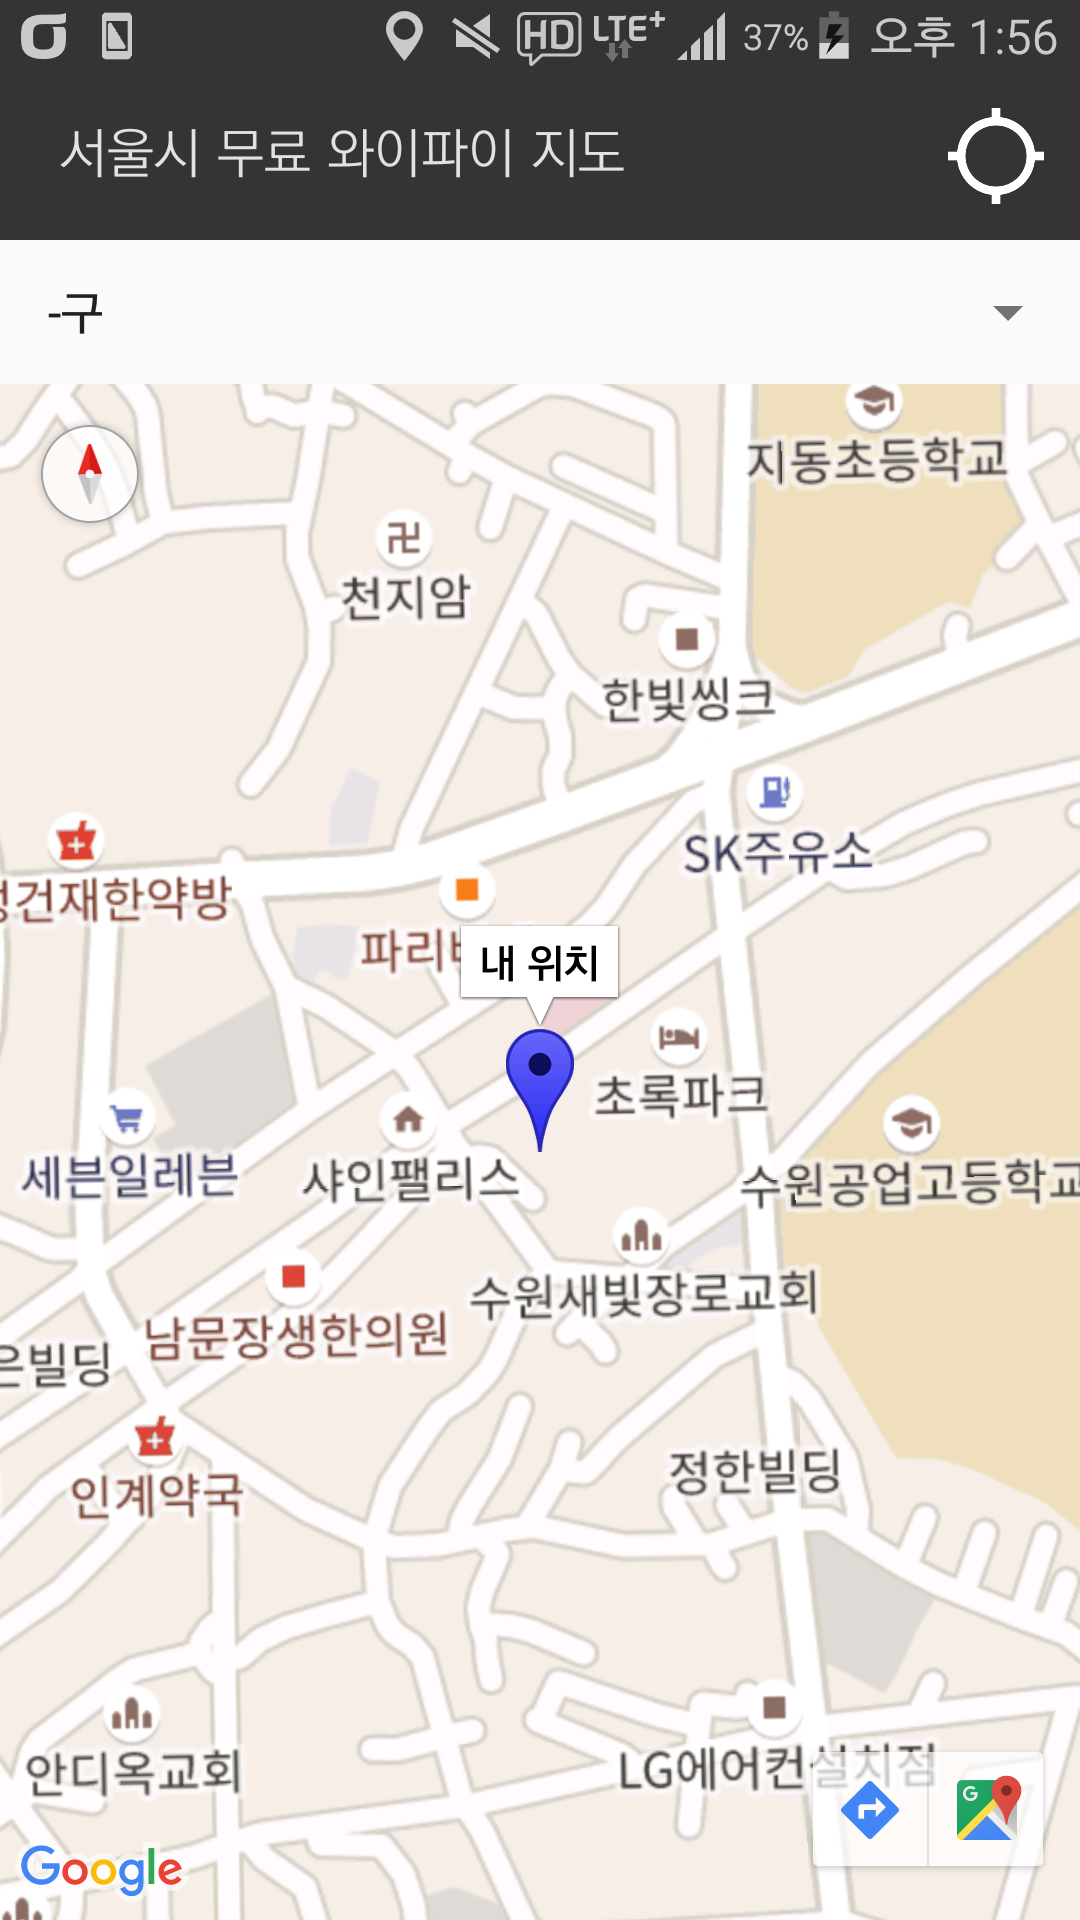 HD LTE+ 37% 오후 1:56
서울시 무료 와이파이 지도
-구
지동초등학교
천지암
한빛씽크
SK주유소
건재한약방
파리
내 위치
초록파크
세븐일레븐
샤인팰리스
수원공업고등학교
수원새빛장로교회
남문장생한의원
은빌딩
인계약국
정한빌딩
안디옥교회
LG에어컨설치점
G
Google